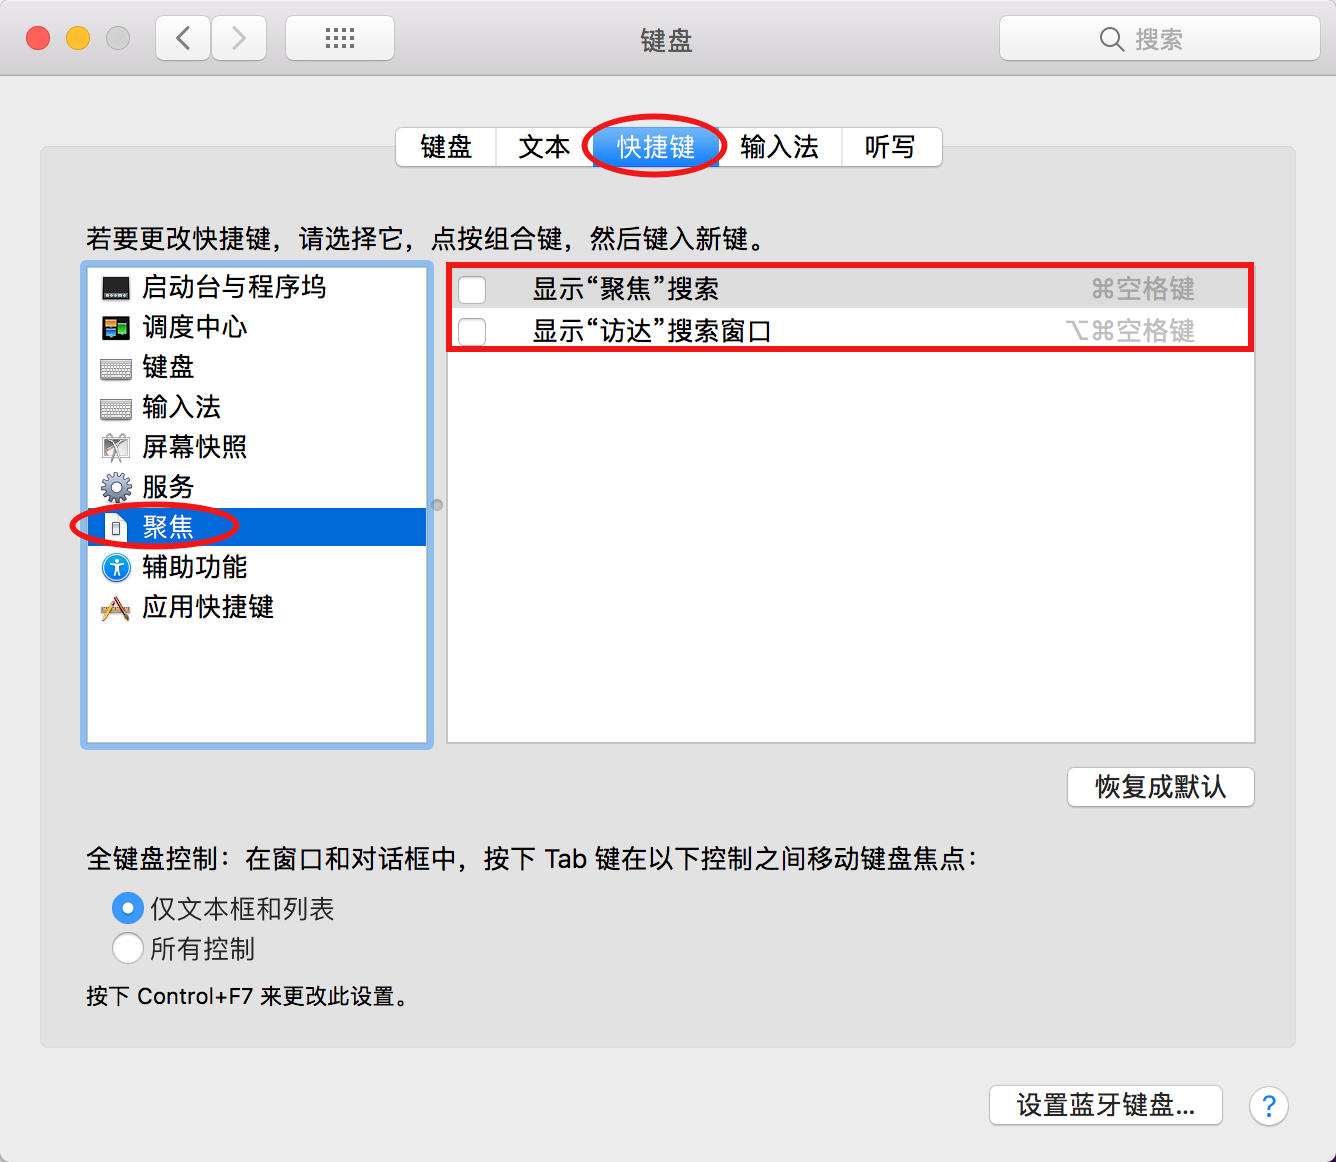 键盘
搜索
键盘 文本 快捷键 输入法 听写
若要更改快捷键，请选择它，点按组合键，然后键入新键。
启动台与程序坞
调度中心
键盘
输入法
屏幕快照
服务
聚焦
辅助功能
应用快捷键
显示“聚焦”搜索 ⌘空格键
显示“访达”搜索窗口 ⌥⌘空格键
恢复成默认
全键盘控制：在窗口和对话框中，按下 Tab 键在以下控制之间移动键盘焦点：
仅文本框和列表
所有控制
按下 Control+F7 来更改此设置。
设置蓝牙键盘...
?